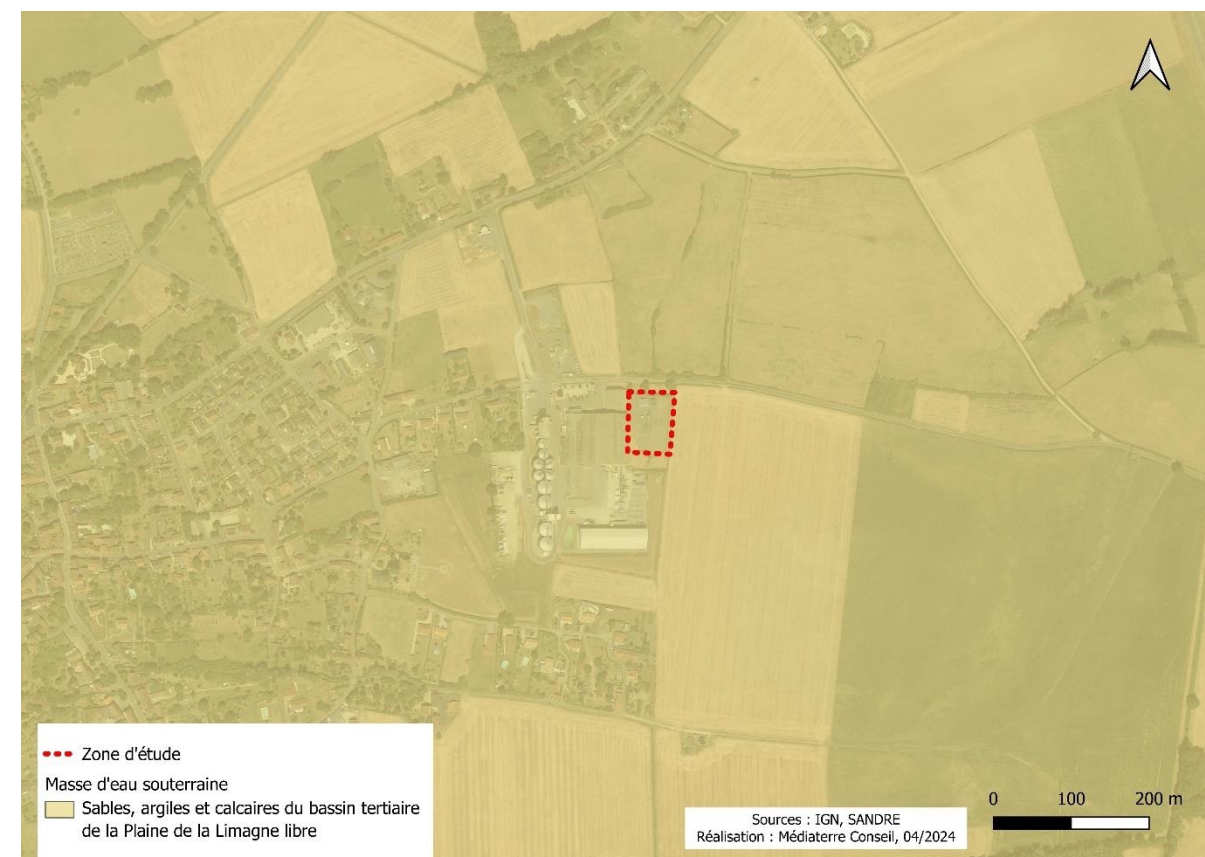 Zone d'étude
Masse d'eau souterraine
Sables, argiles et calcaires du bassin tertiaire
de la Plaine de la Limagne libre
Sources : IGN, SANDRE
Réalisation : Médiaterre Conseil, 04/2024
0 100 200 m